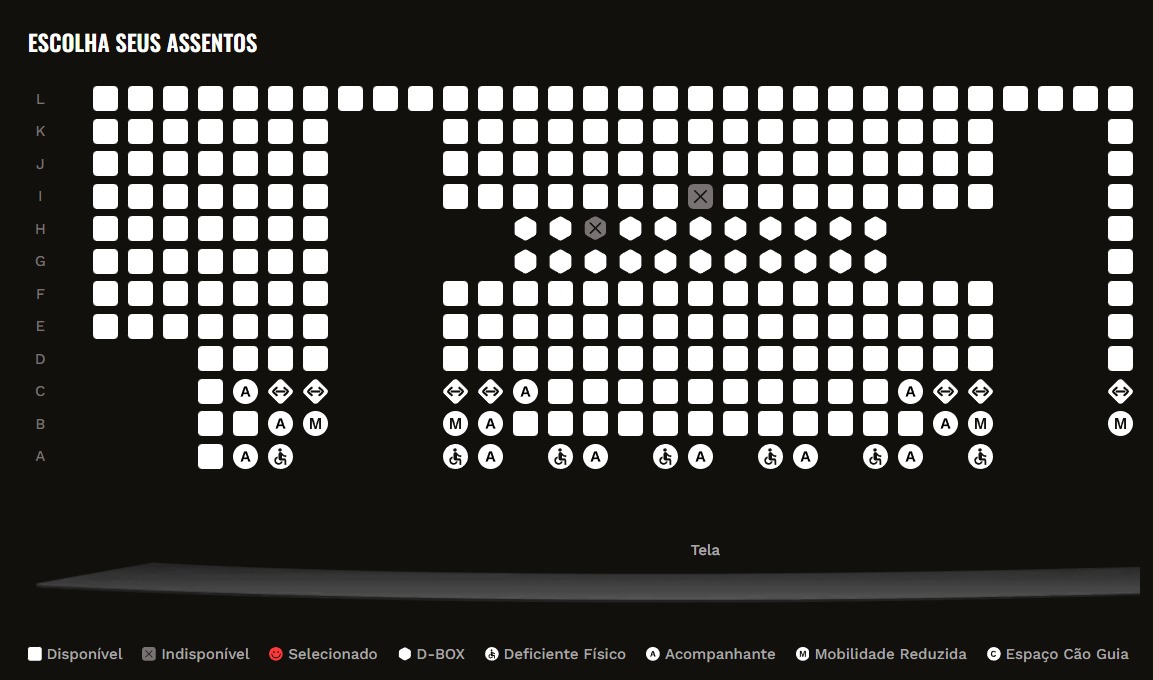 ESCOLHA SEUS ASSENTOS
L
K
J
I
H
G
F
E
D
C A A A
B A M M A A M M
A A A A A A A
Tela
Disponível Indisponível Selecionado D-BOX Deficiente Físico A Acompanhante M Mobilidade Reduzida C Espaço Cão Guia